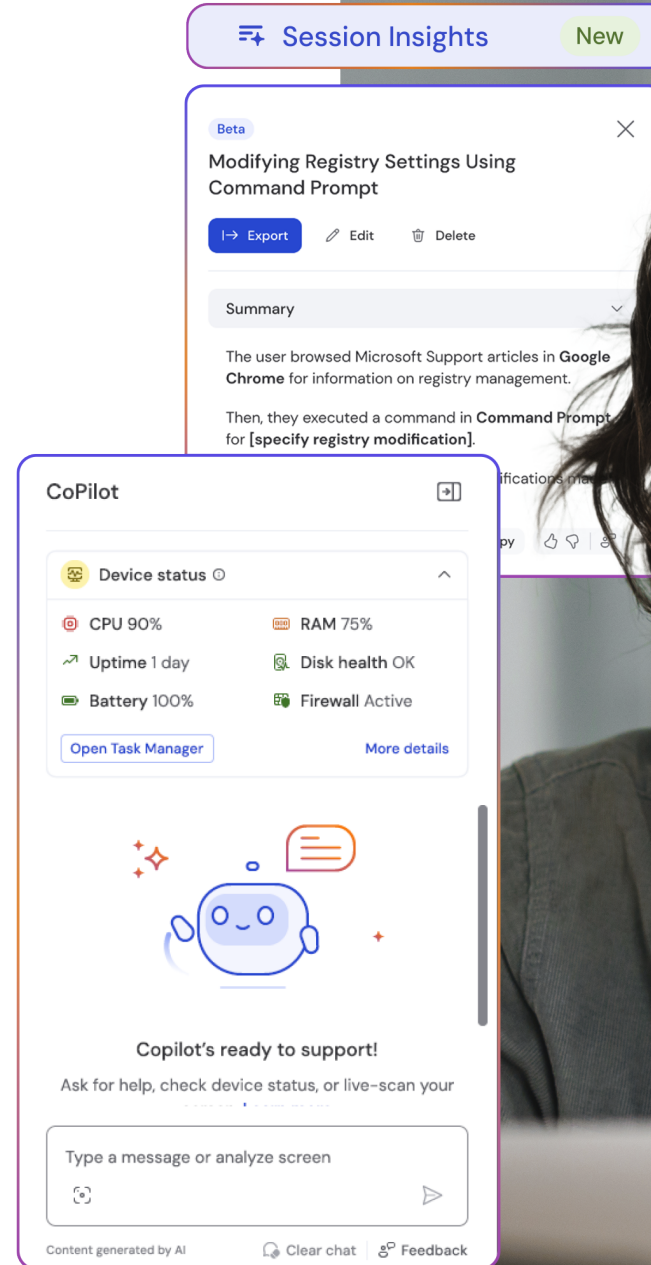 Session Insights
New
Beta
Modifying Registry Settings Using
Command Prompt
Export
Edit
Delete
Summary
The user browsed Microsoft Support articles in Google
Chrome for information on registry management.
Then, they executed a command in Command Prompt
for [specify registry modification].
CoPilot
Device status
CPU 90%
RAM 75%
Uptime 1 day
Disk health OK
Battery 100%
Firewall Active
Open Task Manager
More details
Copilot's ready to support!
Ask for help, check device status, or live-scan your
Type a message or analyze screen
Content generated by AI
Clear chat
Feedback